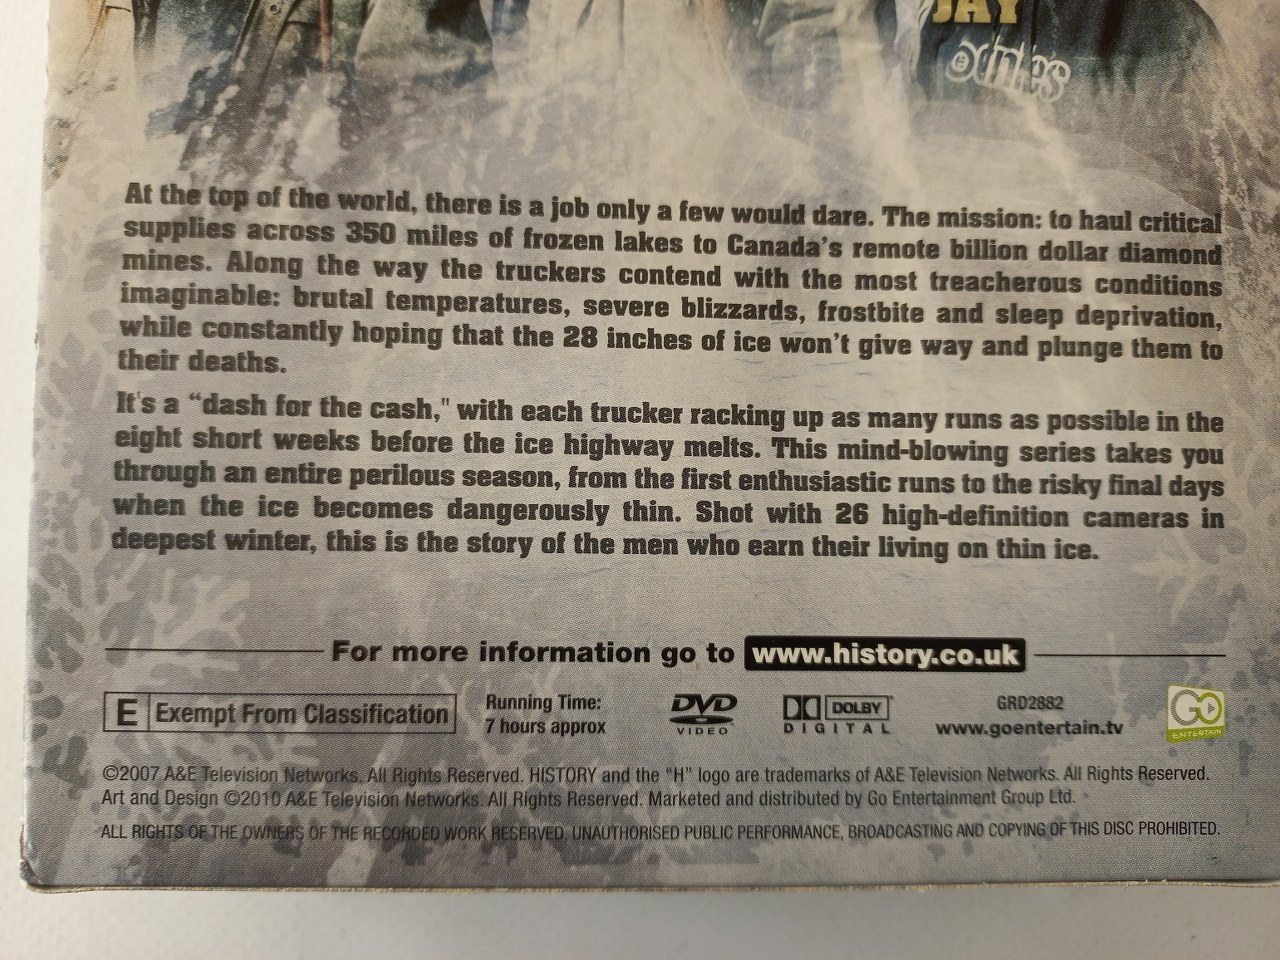 JAY
At the top of the world, there is a job only a few would dare. The mission: to haul critical
supplies across 350 miles of frozen lakes to Canada's remote billion dollar diamond
mines. Along the way the truckers contend with the most treacherous conditions
imaginable: brutal temperatures, severe blizzards, frostbite and sleep deprivation,
while constantly hoping that the 28 inches of ice won't give way and plunge them to
their deaths.
It's a “dash for the cash," with each trucker racking up as many runs as possible in the
eight short weeks before the ice highway melts. This mind-blowing series takes you
through an entire perilous season, from the first enthusiastic runs to the risky final days
when the ice becomes dangerously thin. Shot with 26 high-definition cameras in
deepest winter, this is the story of the men who earn their living on thin ice.
For more information go to www.history.co.uk
E Exempt From Classification
Running Time:
7 hours approx
DVD
VIDEO
DOLBY
DIGITAL
GRD2882
www.goentertain.tv
GO
ENTERTAIN
©2007 A&E Television Networks. All Rights Reserved. HISTORY and the “H” logo are trademarks of A&E Television Networks. All Rights Reserved.
Art and Design ©2010 A&E Television Networks. All Rights Reserved. Marketed and distributed by Go Entertainment Group Ltd.
ALL RIGHTS OF THE OWNERS OF THE RECORDED WORK RESERVED. UNAUTHORISED PUBLIC PERFORMANCE, BROADCASTING AND COPYING OF THIS DISC PROHIBITED.